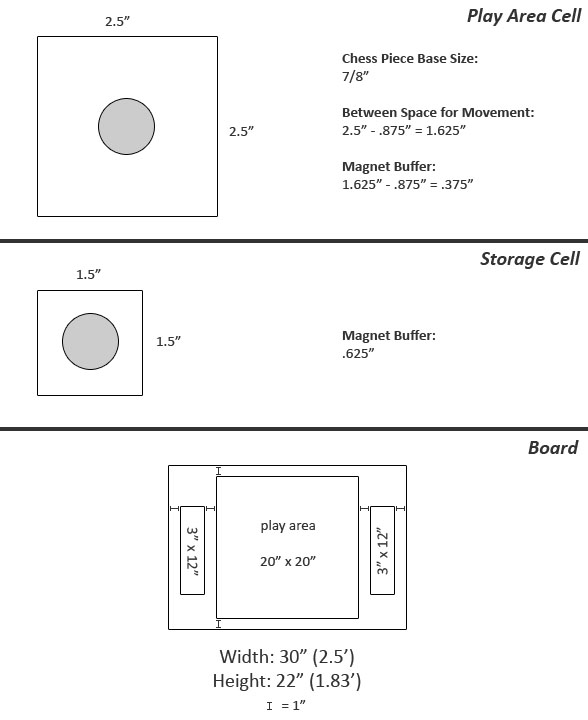 2.5”
Play Area Cell
Chess Piece Base Size:
7/8”
Between Space for Movement:
2.5” - .875” = 1.625”
2.5”
Magnet Buffer:
1.625” - .875” = .375”
Storage Cell
1.5”
1.5”
Magnet Buffer:
.625”
Board
3” x 12”
play area
20” x 20”
3” x 12”
Width: 30” (2.5’)
Height: 22” (1.83’)
= 1”